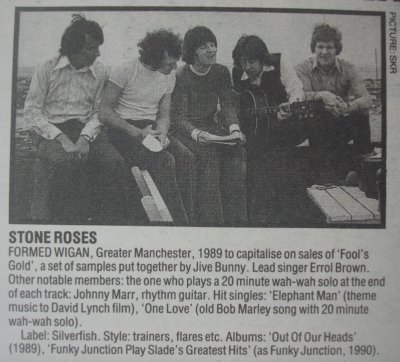 PICTURE: SKR
STONE ROSES
FORMED WIGAN, Greater Manchester, 1989 to capitalise on sales of ‘Fool's
Gold’, a set of samples put together by Jive Bunny. Lead singer Errol Brown.
Other notable members: the one who plays a 20 minute wah-wah solo at the end
of each track: Johnny Marr, rhythm guitar. Hit singles: ‘Elephant Man’ (theme
music to David Lynch film), ‘One Love’ (old Bob Marley song with 20 minute
wah-wah solo).
Label: Silverfish. Style: trainers, flares etc. Albums: ‘Out Of Our Heads’
(1989), ‘Funky Junction Play Slade's Greatest Hits’ (as Funky Junction, 1990).